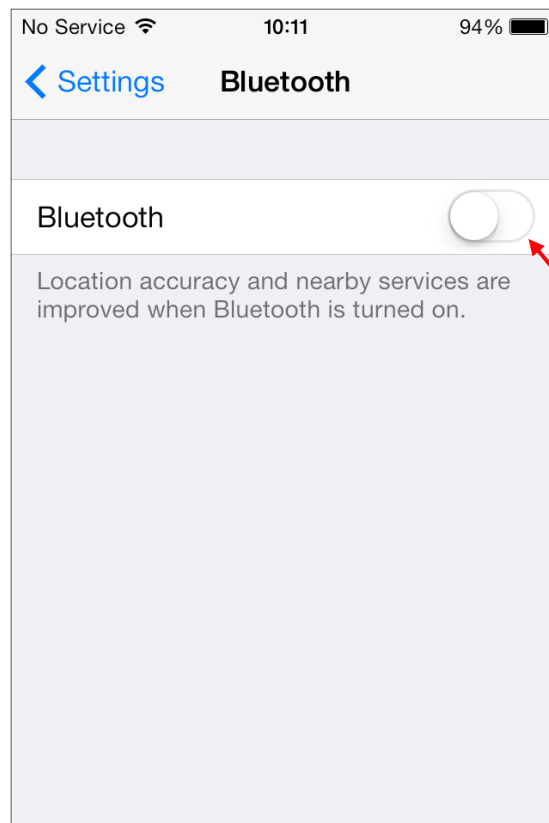 No Service 10:11 94%
Settings Bluetooth
Bluetooth
Location accuracy and nearby services are
improved when Bluetooth is turned on.